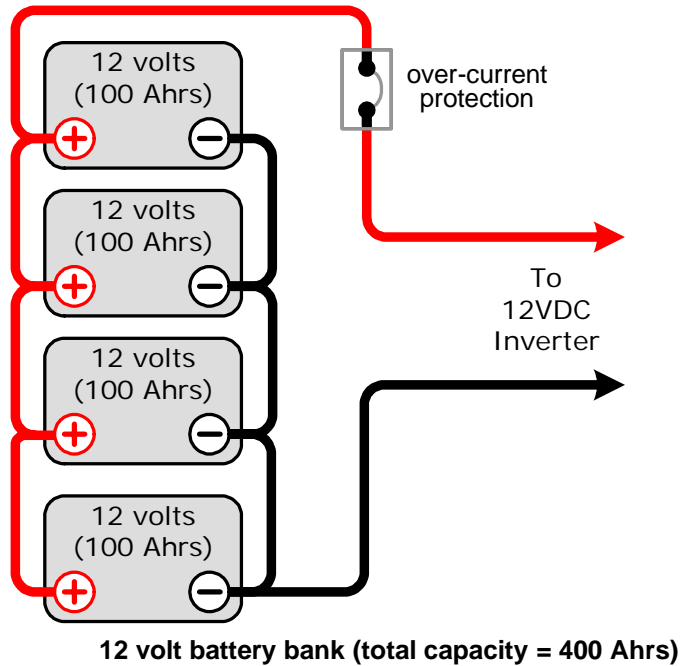 12 volts
(100 Ahrs)
+
−
over-current
protection
12 volts
(100 Ahrs)
+
−
To
12VDC
Inverter
12 volts
(100 Ahrs)
+
−
12 volts
(100 Ahrs)
+
−
12 volt battery bank (total capacity = 400 Ahrs)